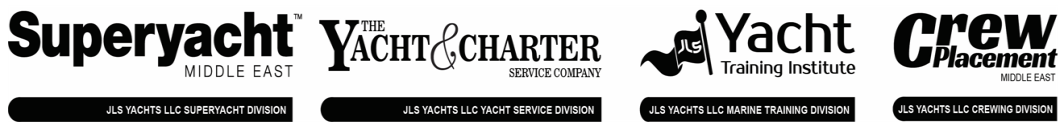 Superyacht™
MIDDLE EAST
JLS YACHTS LLC SUPERYACHT DIVISION
THE
YACHT & CHARTER
SERVICE COMPANY
JLS YACHTS LLC YACHT SERVICE DIVISION
JLS
Yacht
Training Institute
JLS YACHTS LLC MARINE TRAINING DIVISION
Crew
Placement
MIDDLE EAST
JLS YACHTS LLC CREWING DIVISION